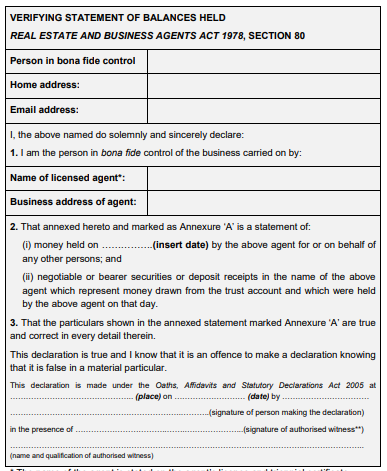 VERIFYING STATEMENT OF BALANCES HELD
REAL ESTATE AND BUSINESS AGENTS ACT 1978, SECTION 80
Person in bona fide control
Home address:
Email address:
I, the above named do solemnly and sincerely declare:
1. I am the person in bona fide control of the business carried on by:
Name of licensed agent*:
Business address of agent:
2. That annexed hereto and marked as Annexure ‘A’ is a statement of:
(i) money held on ……………..(insert date) by the above agent for or on behalf of
any other persons; and
(ii) negotiable or bearer securities or deposit receipts in the name of the above
agent which represent money drawn from the trust account and which were held
by the above agent on that day.
3. That the particulars shown in the annexed statement marked Annexure ‘A’ are true
and correct in every detail therein.
This declaration is true and I know that it is an offence to make a declaration knowing
that it is false in a material particular.
This declaration is made under the Oaths, Affidavits and Statutory Declarations Act 2005 at
……………………………………….. (place) on ……………………… (date) by ………………….
………………………………………………………………..(signature of person making the declaration)
in the presence of …………………………………………………..(signature of authorised witness**)
………………………………………………………………………………………………………………
(name and qualification of authorised witness)